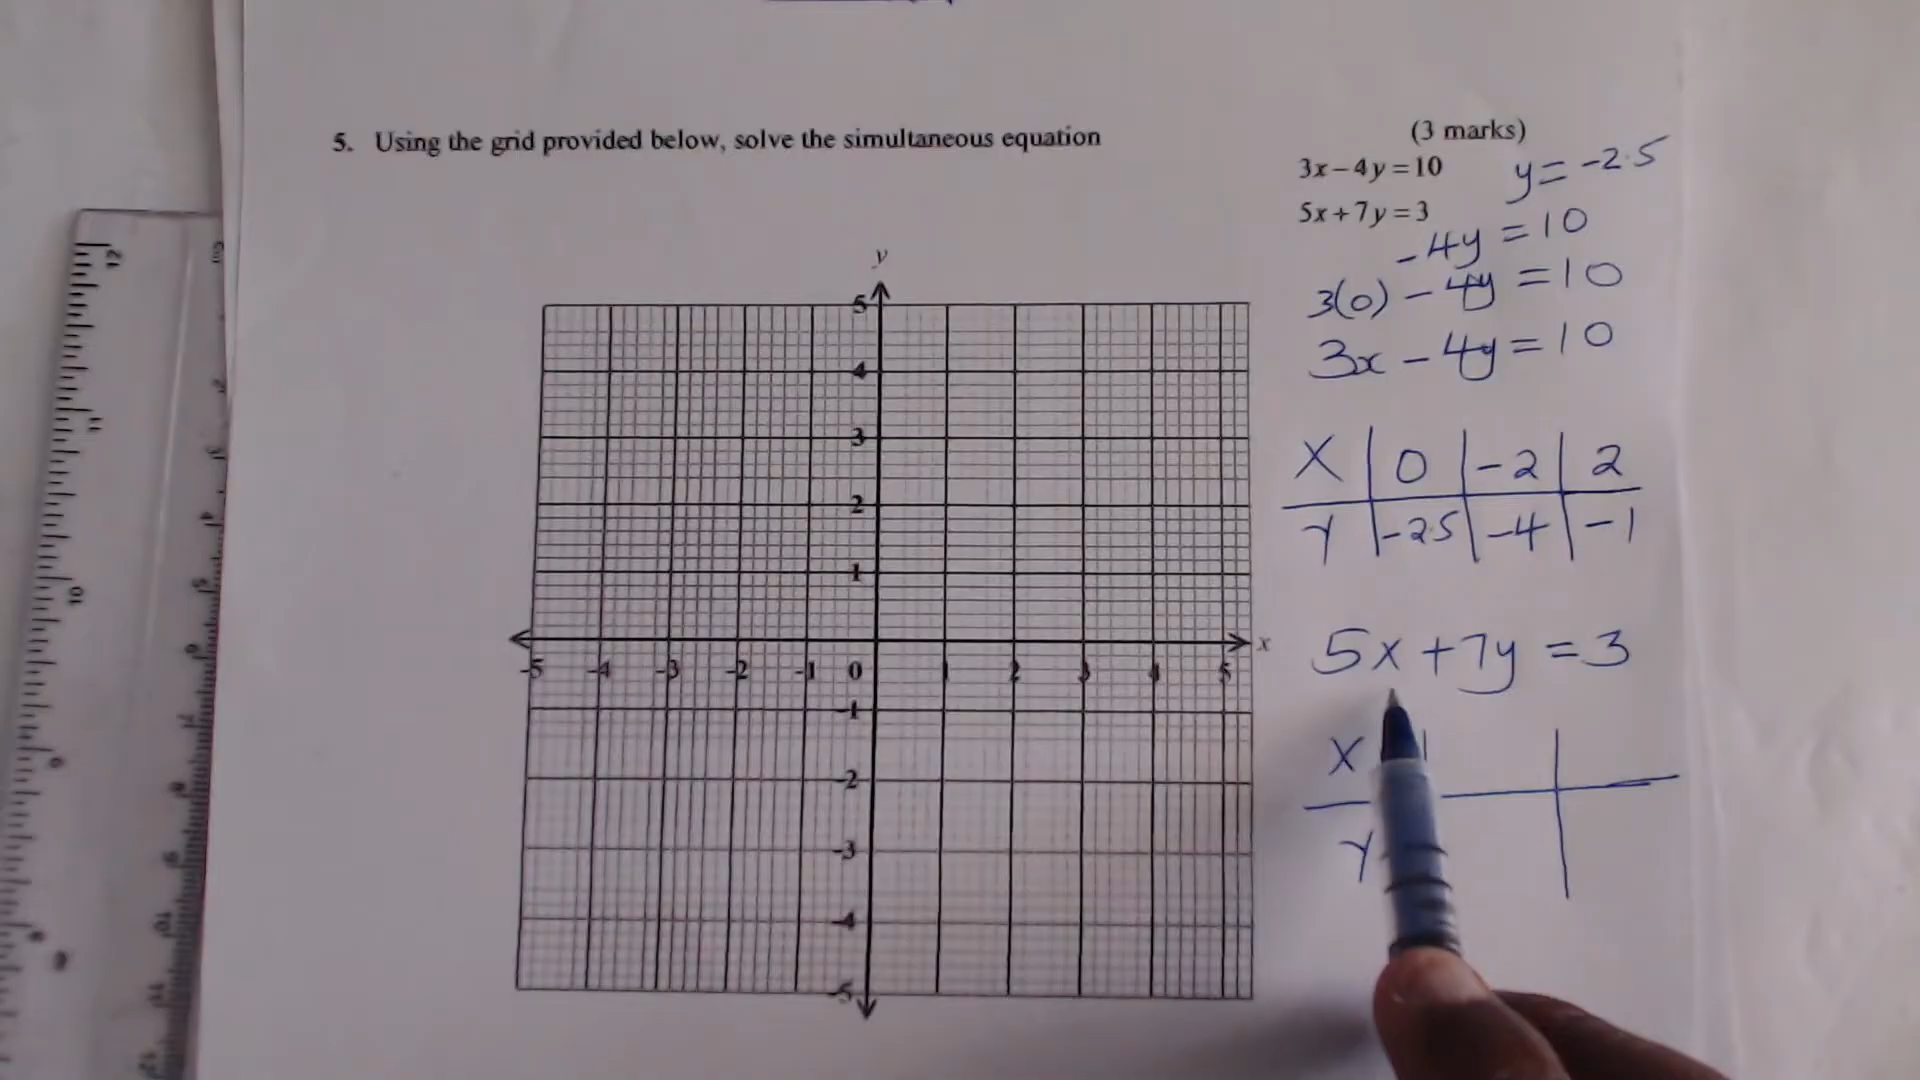 5. Using the grid provided below, solve the simultaneous equation
(3 marks)
3x – 4y = 10
y = -2.5
5x + 7y = 3
-4y = 10
3(0) - 4y = 10
3x - 4y = 10
X | 0 | -2 | 2
Y | -2.5 | -4 | -1
5x + 7y = 3
X
Y
y
5
4
3
2
1
-5 -4 -3 -2 -1 0 1 2 3 4 5 x
-1
-2
-3
-4
-5
12
11
10